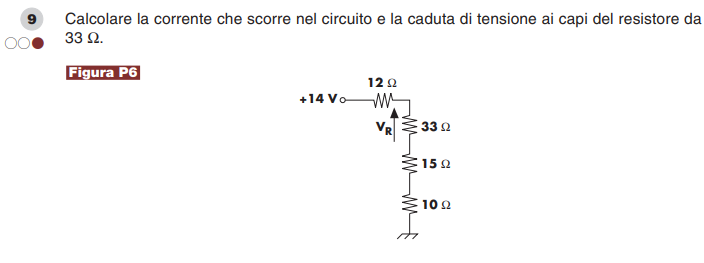 9 Calcolare la corrente che scorre nel circuito e la caduta di tensione ai capi del resistore da
33 Ω.
Figura P6
12 Ω
+14 V
VR 33 Ω
15 Ω
10 Ω